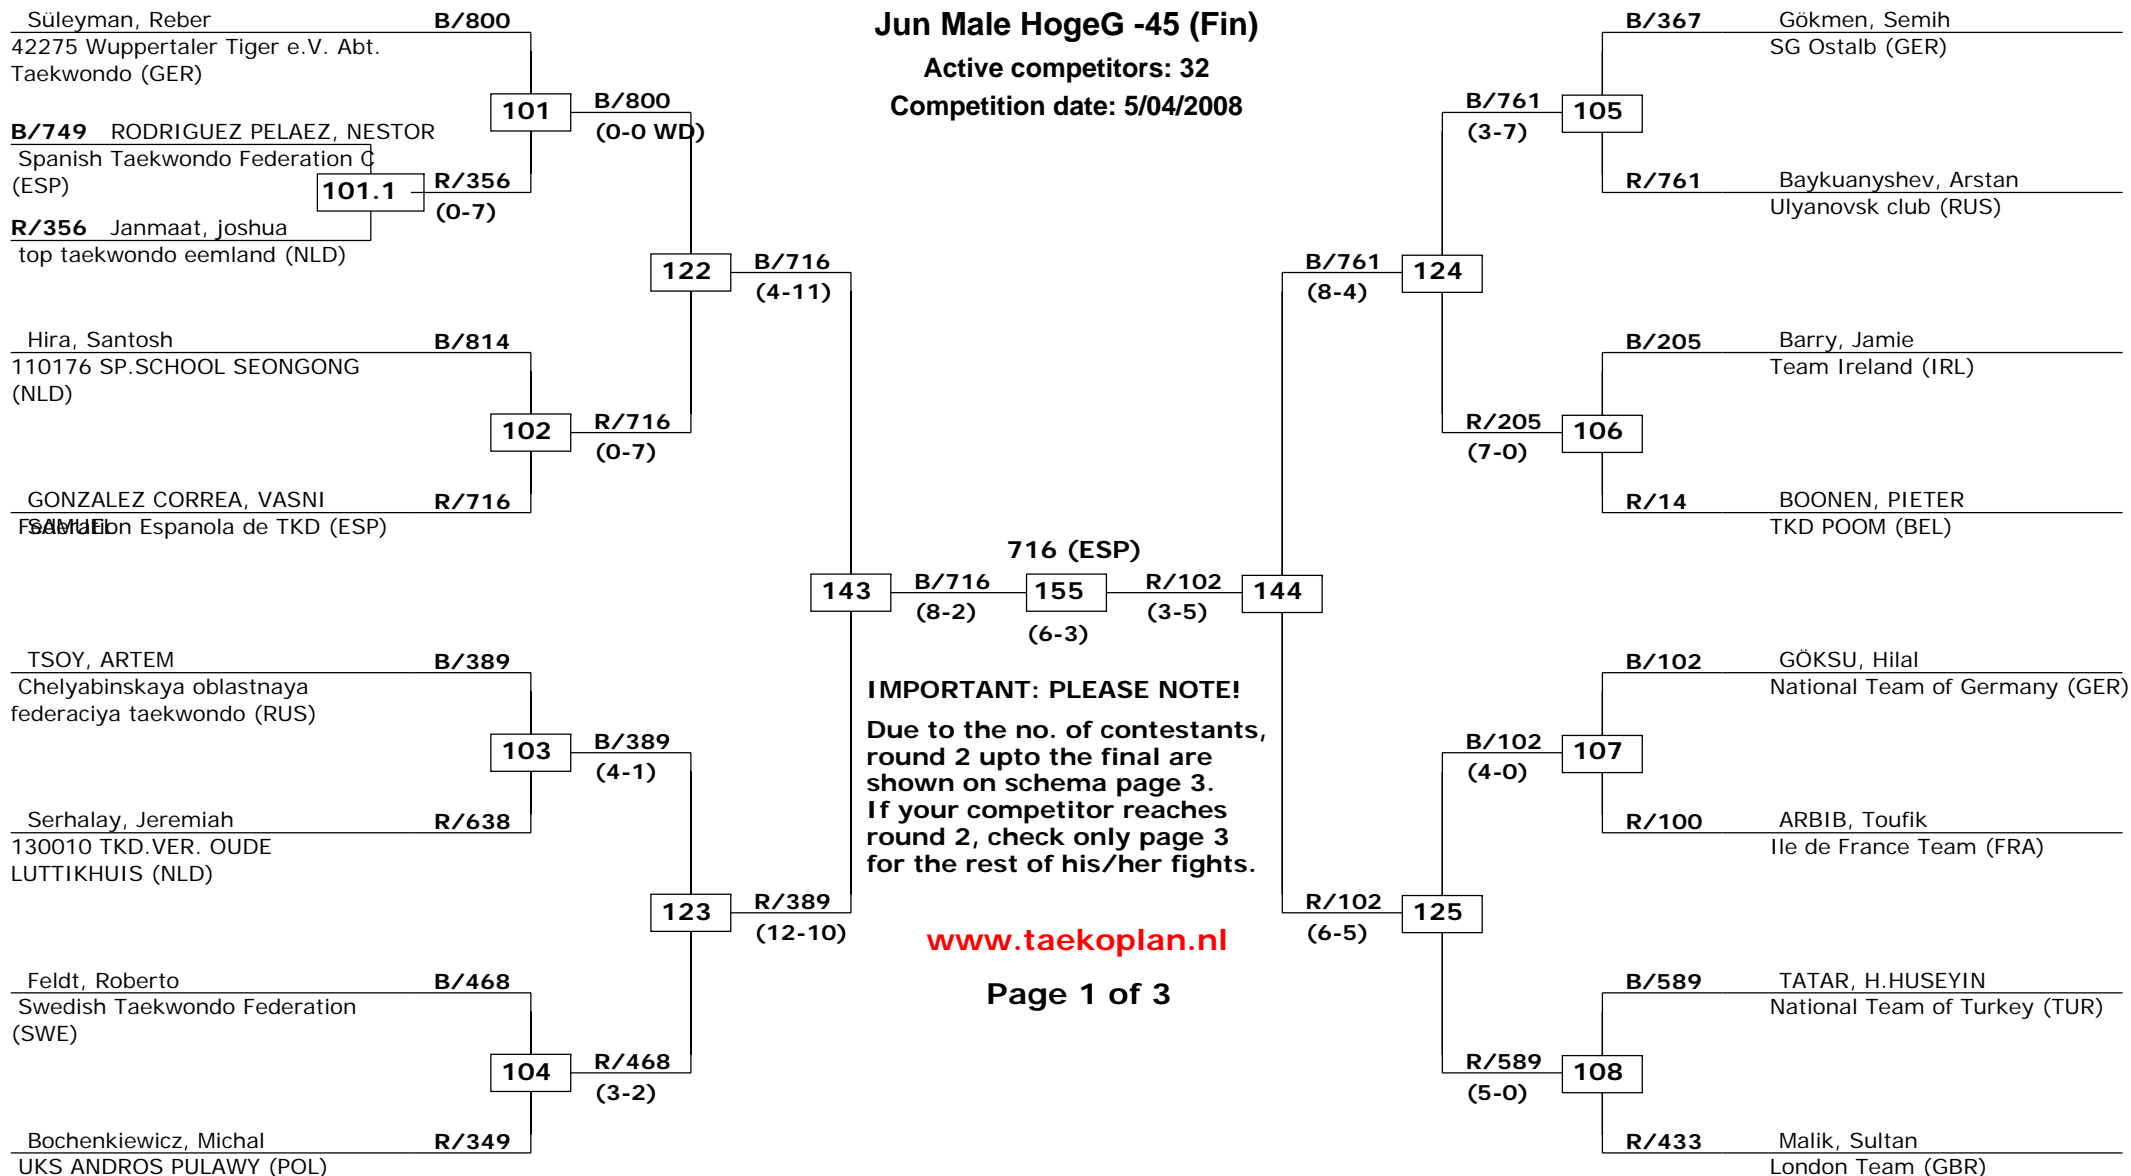 Jun Male HogeG -45 (Fin)
Active competitors: 32
Competition date: 5/04/2008
Süleyman, Reber B/800
42275 Wuppertaler Tiger e.V. Abt.
Taekwondo (GER)
101
B/800
(0-0 WD)
B/749 RODRIGUEZ PELAEZ, NESTOR
Spanish Taekwondo Federation C
(ESP)
101.1
R/356
(0-7)
R/356 Janmaat, joshua
top taekwondo eemland (NLD)
122
B/716
(4-11)
Hira, Santosh B/814
110176 SP.SCHOOL SEONGONG
(NLD)
102
R/716
(0-7)
GONZALEZ CORREA, VASNI R/716
SAMUEL
Federation Espanola de TKD (ESP)
143
B/716
(8-2)
716 (ESP)
155
(6-3)
R/102
(3-5)
144
TSOY, ARTEM B/389
Chelyabinskaya oblastnaya
federaciya taekwondo (RUS)
103
B/389
(4-1)
Serhalay, Jeremiah R/638
130010 TKD.VER. OUDE
LUTTIKHUIS (NLD)
123
R/389
(12-10)
Feldt, Roberto B/468
Swedish Taekwondo Federation
(SWE)
104
R/468
(3-2)
Bochenkiewicz, Michal R/349
UKS ANDROS PULAWY (POL)
IMPORTANT: PLEASE NOTE!
Due to the no. of contestants,
round 2 upto the final are
shown on schema page 3.
If your competitor reaches
round 2, check only page 3
for the rest of his/her fights.
www.taekoplan.nl
Page 1 of 3
B/367 Gökmen, Semih
SG Ostalb (GER)
B/761
(3-7)
105
R/761 Baykuanyshev, Arstan
Ulyanovsk club (RUS)
B/761
(8-4)
124
B/205 Barry, Jamie
Team Ireland (IRL)
R/205
(7-0)
106
R/14 BOONEN, PIETER
TKD POOM (BEL)
B/102 GÖKSU, Hilal
National Team of Germany (GER)
B/102
(4-0)
107
R/100 ARBIB, Toufik
Ile de France Team (FRA)
R/102
(6-5)
125
B/589 TATAR, H.HUSEYIN
National Team of Turkey (TUR)
R/589
(5-0)
108
R/433 Malik, Sultan
London Team (GBR)